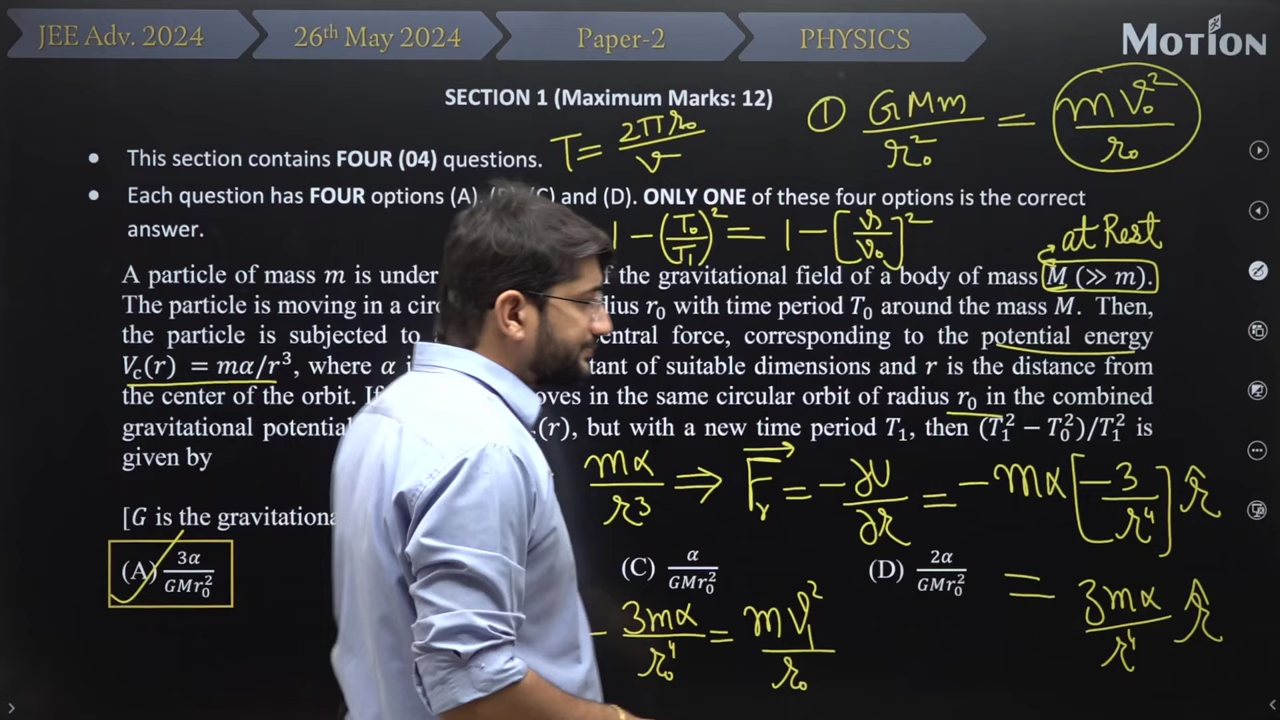 JEE Adv. 2024 26th May 2024 Paper-2 PHYSICS MOTION
SECTION 1 (Maximum Marks: 12)
① GMm/r₀² = mv₀²/r₀
T = 2πr₀/v
• This section contains FOUR (04) questions.
• Each question has FOUR options (A), (B), (C) and (D). ONLY ONE of these four options is the correct
answer.
1 - (T₀/T₁)² = 1 - [v₁/v₀]²
at Rest
A particle of mass m is under f the gravitational field of a body of mass M (≫ m).
The particle is moving in a cir dius r₀ with time period T₀ around the mass M. Then,
the particle is subjected to entral force, corresponding to the potential energy
V_c(r) = mα/r³, where α i tant of suitable dimensions and r is the distance from
the center of the orbit. If oves in the same circular orbit of radius r₀ in the combined
gravitational potential (r), but with a new time period T₁, then (T₁² − T₀²)/T₁² is
given by
mα/r³ ⇒ F⃗ᵣ = -∂U/∂r = -mα[-3/r⁴] r̂
[G is the gravitationa
(A) 3α/GMr₀² (C) α/GMr₀² (D) 2α/GMr₀²
= 3mα/r⁴ r̂
- 3mα/r₀⁴ = mv₁²/r₀